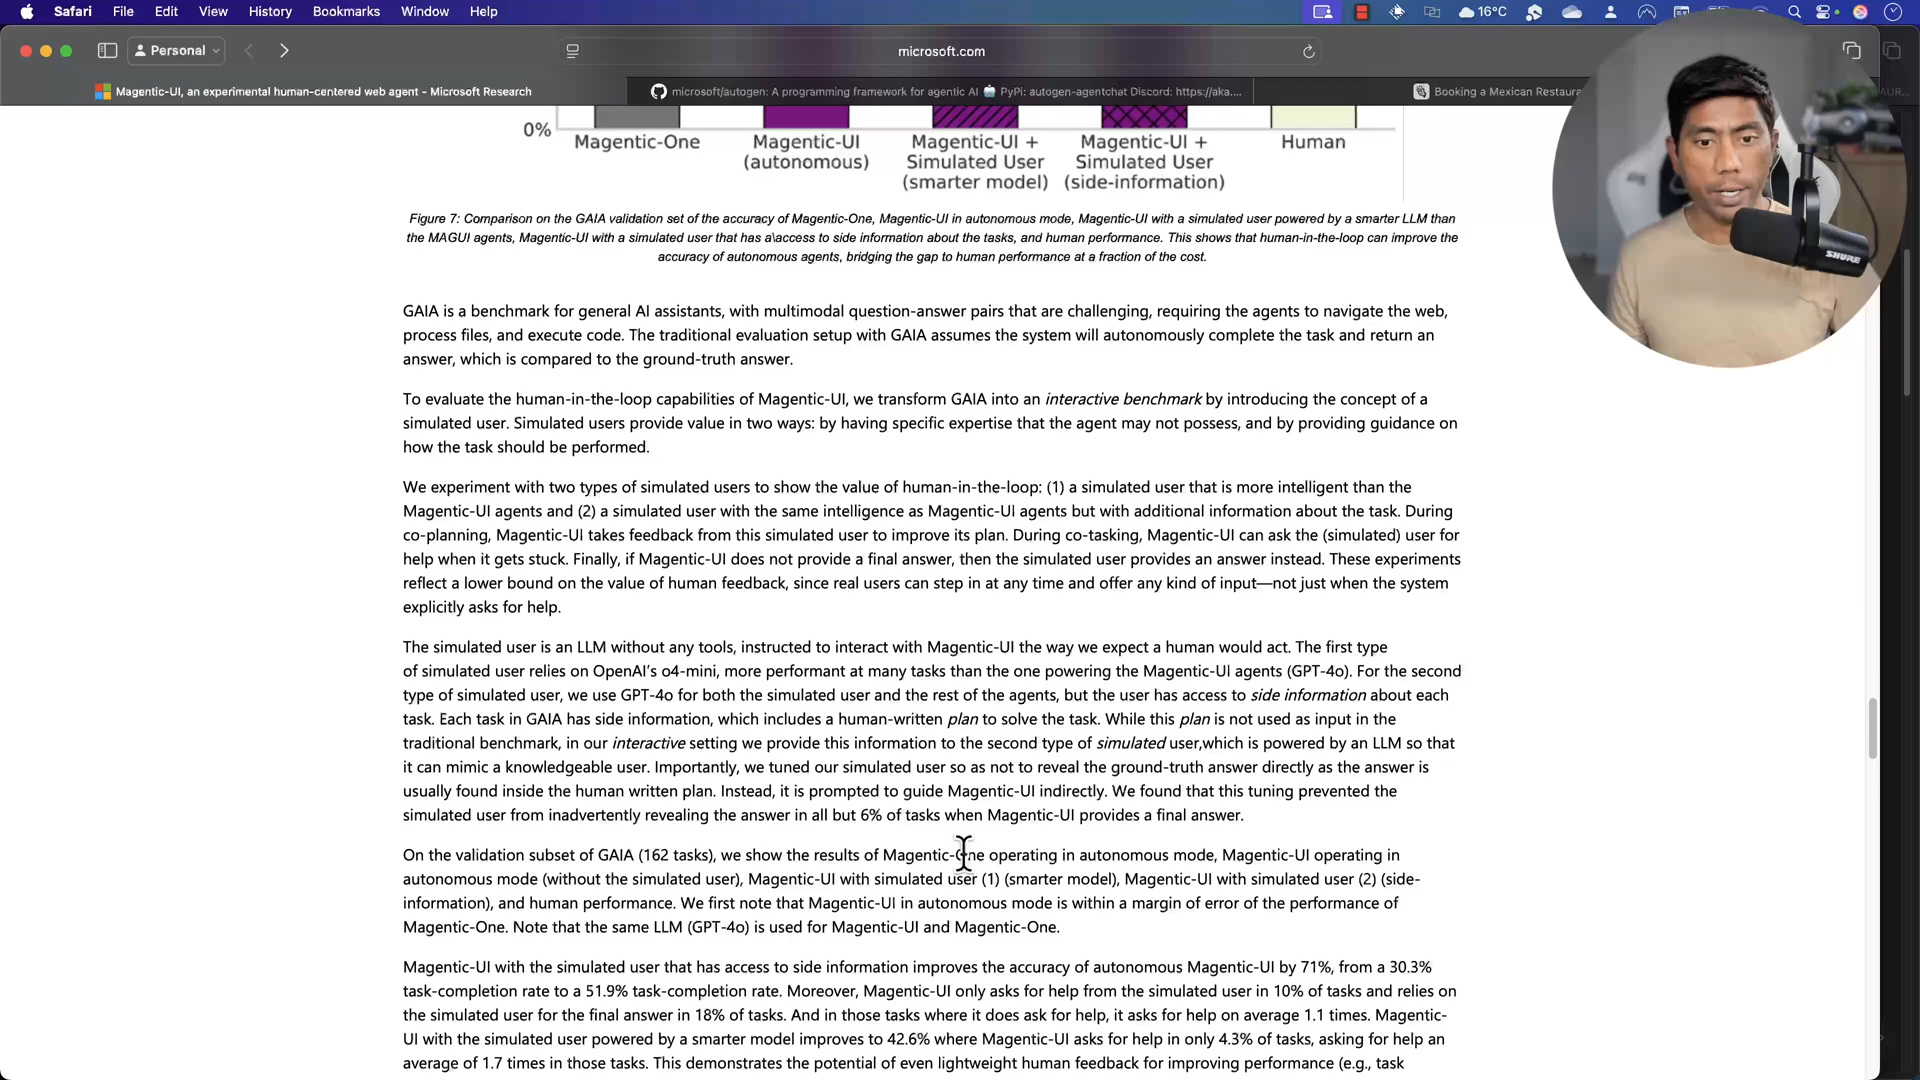 Safari File Edit View History Bookmarks Window Help 16°C
Personal microsoft.com
Magentic-UI, an experimental human-centered web agent - Microsoft Research microsoft/autogen: A programming framework for agentic AI 🤖 PyPi: autogen-agentchat Discord: https://aka.... Booking a Mexican Restaura
0%
Magentic-One Magentic-UI (autonomous) Magentic-UI + Simulated User (smarter model) Magentic-UI + Simulated User (side-information) Human
Figure 7: Comparison on the GAIA validation set of the accuracy of Magentic-One, Magentic-UI in autonomous mode, Magentic-UI with a simulated user powered by a smarter LLM than
the MAGUI agents, Magentic-UI with a simulated user that has a\access to side information about the tasks, and human performance. This shows that human-in-the-loop can improve the
accuracy of autonomous agents, bridging the gap to human performance at a fraction of the cost.
GAIA is a benchmark for general AI assistants, with multimodal question-answer pairs that are challenging, requiring the agents to navigate the web,
process files, and execute code. The traditional evaluation setup with GAIA assumes the system will autonomously complete the task and return an
answer, which is compared to the ground-truth answer.
To evaluate the human-in-the-loop capabilities of Magentic-UI, we transform GAIA into an interactive benchmark by introducing the concept of a
simulated user. Simulated users provide value in two ways: by having specific expertise that the agent may not possess, and by providing guidance on
how the task should be performed.
We experiment with two types of simulated users to show the value of human-in-the-loop: (1) a simulated user that is more intelligent than the
Magentic-UI agents and (2) a simulated user with the same intelligence as Magentic-UI agents but with additional information about the task. During
co-planning, Magentic-UI takes feedback from this simulated user to improve its plan. During co-tasking, Magentic-UI can ask the (simulated) user for
help when it gets stuck. Finally, if Magentic-UI does not provide a final answer, then the simulated user provides an answer instead. These experiments
reflect a lower bound on the value of human feedback, since real users can step in at any time and offer any kind of input—not just when the system
explicitly asks for help.
The simulated user is an LLM without any tools, instructed to interact with Magentic-UI the way we expect a human would act. The first type
of simulated user relies on OpenAI's o4-mini, more performant at many tasks than the one powering the Magentic-UI agents (GPT-4o). For the second
type of simulated user, we use GPT-4o for both the simulated user and the rest of the agents, but the user has access to side information about each
task. Each task in GAIA has side information, which includes a human-written plan to solve the task. While this plan is not used as input in the
traditional benchmark, in our interactive setting we provide this information to the second type of simulated user,which is powered by an LLM so that
it can mimic a knowledgeable user. Importantly, we tuned our simulated user so as not to reveal the ground-truth answer directly as the answer is
usually found inside the human written plan. Instead, it is prompted to guide Magentic-UI indirectly. We found that this tuning prevented the
simulated user from inadvertently revealing the answer in all but 6% of tasks when Magentic-UI provides a final answer.
On the validation subset of GAIA (162 tasks), we show the results of Magentic-One operating in autonomous mode, Magentic-UI operating in
autonomous mode (without the simulated user), Magentic-UI with simulated user (1) (smarter model), Magentic-UI with simulated user (2) (side-
information), and human performance. We first note that Magentic-UI in autonomous mode is within a margin of error of the performance of
Magentic-One. Note that the same LLM (GPT-4o) is used for Magentic-UI and Magentic-One.
Magentic-UI with the simulated user that has access to side information improves the accuracy of autonomous Magentic-UI by 71%, from a 30.3%
task-completion rate to a 51.9% task-completion rate. Moreover, Magentic-UI only asks for help from the simulated user in 10% of tasks and relies on
the simulated user for the final answer in 18% of tasks. And in those tasks where it does ask for help, it asks for help on average 1.1 times. Magentic-
UI with the simulated user powered by a smarter model improves to 42.6% where Magentic-UI asks for help in only 4.3% of tasks, asking for help an
average of 1.7 times in those tasks. This demonstrates the potential of even lightweight human feedback for improving performance (e.g., task
SHURE